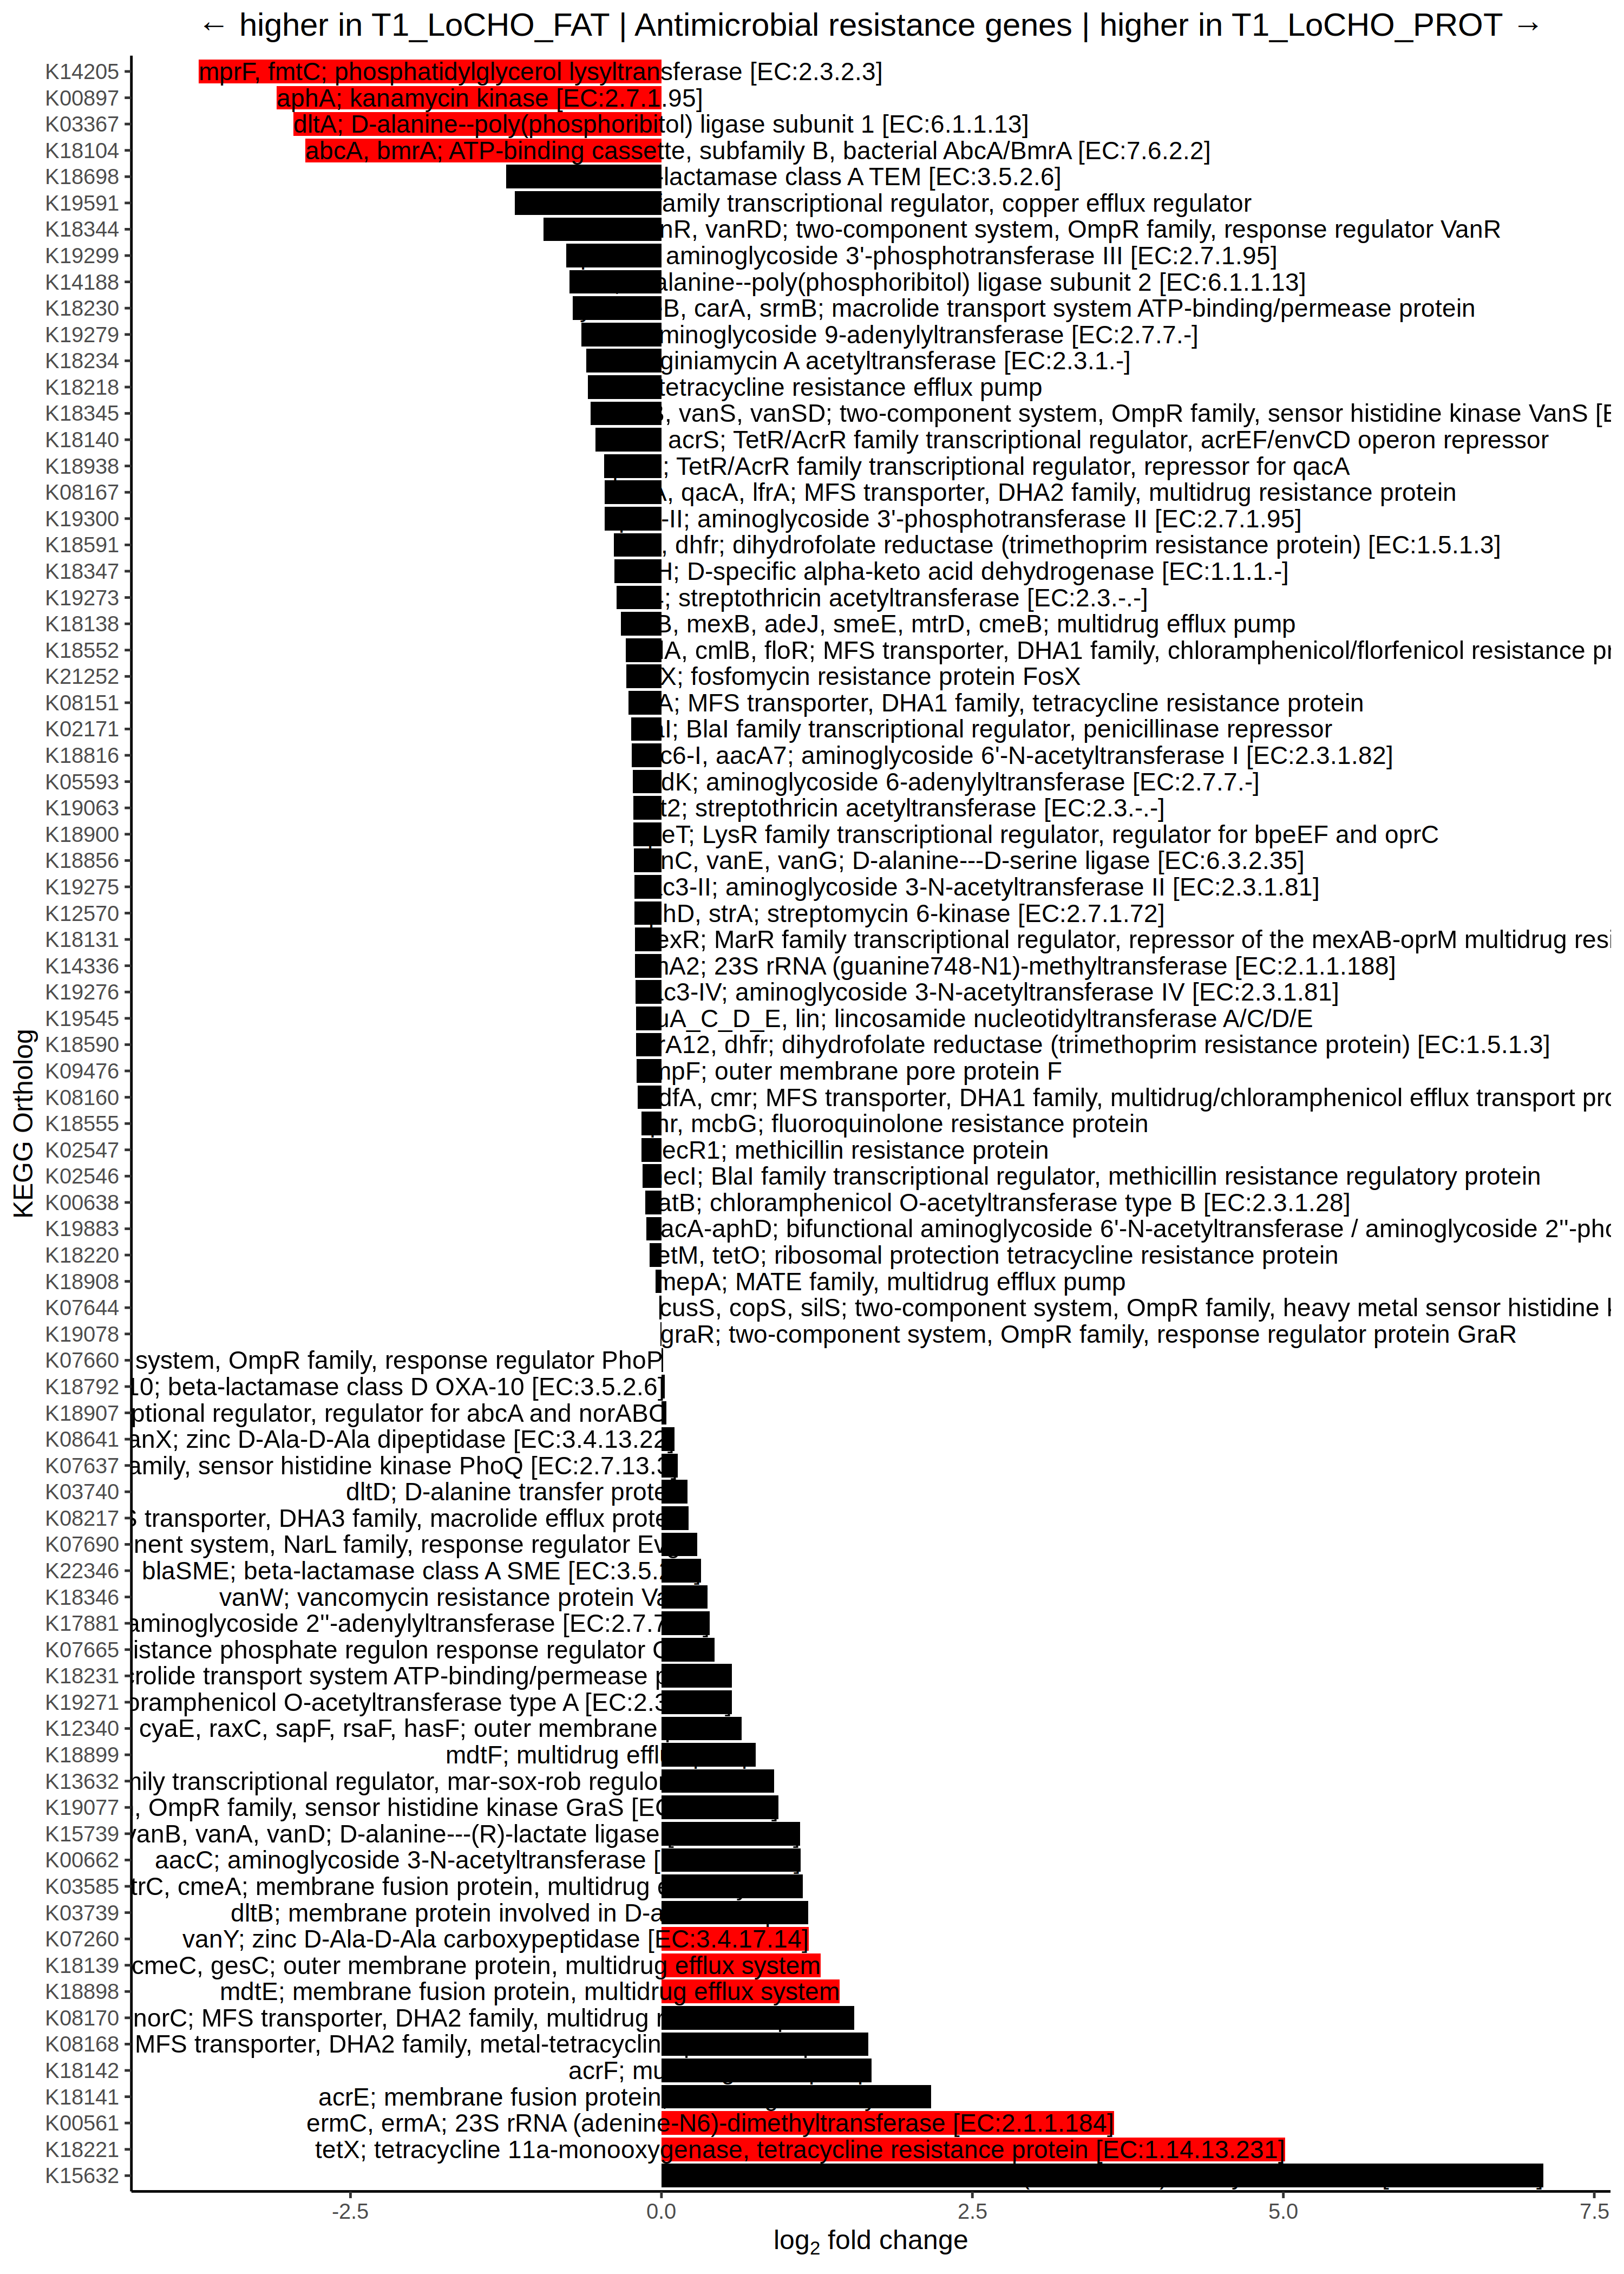 ← higher in T1_LoCHO_FAT | Antimicrobial resistance genes | higher in T1_LoCHO_PROT →
K14205 mprF, fmtC; phosphatidylglycerol lysyltransferase [EC:2.3.2.3]
K00897 aphA; kanamycin kinase [EC:2.7.1.95]
K03367 dltA; D-alanine--poly(phosphoribitol) ligase subunit 1 [EC:6.1.1.13]
K18104 abcA, bmrA; ATP-binding cassette, subfamily B, bacterial AbcA/BmrA [EC:7.6.2.2]
K18698 -lactamase class A TEM [EC:3.5.2.6]
K19591 family transcriptional regulator, copper efflux regulator
K18344 nR, vanRD; two-component system, OmpR family, response regulator VanR
K19299 aminoglycoside 3'-phosphotransferase III [EC:2.7.1.95]
K14188 alanine--poly(phosphoribitol) ligase subunit 2 [EC:6.1.1.13]
K18230 B, carA, srmB; macrolide transport system ATP-binding/permease protein
K19279 minoglycoside 9-adenylyltransferase [EC:2.7.7.-]
K18234 giniamycin A acetyltransferase [EC:2.3.1.-]
K18218 tetracycline resistance efflux pump
K18345 , vanS, vanSD; two-component system, OmpR family, sensor histidine kinase VanS [E
K18140 acrS; TetR/AcrR family transcriptional regulator, acrEF/envCD operon repressor
K18938 ; TetR/AcrR family transcriptional regulator, repressor for qacA
K08167 , qacA, lfrA; MFS transporter, DHA2 family, multidrug resistance protein
K19300 -II; aminoglycoside 3'-phosphotransferase II [EC:2.7.1.95]
K18591 , dhfr; dihydrofolate reductase (trimethoprim resistance protein) [EC:1.5.1.3]
K18347 H; D-specific alpha-keto acid dehydrogenase [EC:1.1.1.-]
K19273 ; streptothricin acetyltransferase [EC:2.3.-.-]
K18138 B, mexB, adeJ, smeE, mtrD, cmeB; multidrug efflux pump
K18552 lA, cmlB, floR; MFS transporter, DHA1 family, chloramphenicol/florfenicol resistance pr
K21252 X; fosfomycin resistance protein FosX
K08151 A; MFS transporter, DHA1 family, tetracycline resistance protein
K02171 aI; BlaI family transcriptional regulator, penicillinase repressor
K18816 c6-I, aacA7; aminoglycoside 6'-N-acetyltransferase I [EC:2.3.1.82]
K05593 dK; aminoglycoside 6-adenylyltransferase [EC:2.7.7.-]
K19063 t2; streptothricin acetyltransferase [EC:2.3.-.-]
K18900 eT; LysR family transcriptional regulator, regulator for bpeEF and oprC
K18856 nC, vanE, vanG; D-alanine---D-serine ligase [EC:6.3.2.35]
K19275 c3-II; aminoglycoside 3-N-acetyltransferase II [EC:2.3.1.81]
K12570 hD, strA; streptomycin 6-kinase [EC:2.7.1.72]
K18131 exR; MarR family transcriptional regulator, repressor of the mexAB-oprM multidrug resi
K14336 nA2; 23S rRNA (guanine748-N1)-methyltransferase [EC:2.1.1.188]
K19276 c3-IV; aminoglycoside 3-N-acetyltransferase IV [EC:2.3.1.81]
K19545 uA_C_D_E, lin; lincosamide nucleotidyltransferase A/C/D/E
K18590 rA12, dhfr; dihydrofolate reductase (trimethoprim resistance protein) [EC:1.5.1.3]
K09476 mpF; outer membrane pore protein F
K08160 dfA, cmr; MFS transporter, DHA1 family, multidrug/chloramphenicol efflux transport pro
K18555 nr, mcbG; fluoroquinolone resistance protein
K02547 ecR1; methicillin resistance protein
K02546 ecI; BlaI family transcriptional regulator, methicillin resistance regulatory protein
K00638 atB; chloramphenicol O-acetyltransferase type B [EC:2.3.1.28]
K19883 acA-aphD; bifunctional aminoglycoside 6'-N-acetyltransferase / aminoglycoside 2''-pho
K18220 etM, tetO; ribosomal protection tetracycline resistance protein
K18908 mepA; MATE family, multidrug efflux pump
K07644 cusS, copS, silS; two-component system, OmpR family, heavy metal sensor histidine k
K19078 graR; two-component system, OmpR family, response regulator protein GraR
K07660 system, OmpR family, response regulator PhoP
K18792 10; beta-lactamase class D OXA-10 [EC:3.5.2.6]
K18907 ptional regulator, regulator for abcA and norABC
K08641 anX; zinc D-Ala-D-Ala dipeptidase [EC:3.4.13.22]
K07637 amily, sensor histidine kinase PhoQ [EC:2.7.13.3]
K03740 dltD; D-alanine transfer prote
K08217 S transporter, DHA3 family, macrolide efflux prote
K07690 nent system, NarL family, response regulator Ev
K22346 blaSME; beta-lactamase class A SME [EC:3.5.
K18346 vanW; vancomycin resistance protein Va
K17881 aminoglycoside 2''-adenylyltransferase [EC:2.7.7
K07665 istance phosphate regulon response regulator
K18231 rolide transport system ATP-binding/permease p
K19271 oramphenicol O-acetyltransferase type A [EC:2.3
K12340 cyaE, raxC, sapF, rsaF, hasF; outer membrane
K18899 mdtF; multidrug effl
K13632 mily transcriptional regulator, mar-sox-rob regulon
K19077 , OmpR family, sensor histidine kinase GraS [EC
K15739 vanB, vanA, vanD; D-alanine---(R)-lactate ligase
K00662 aacC; aminoglycoside 3-N-acetyltransferase [
K03585 trC, cmeA; membrane fusion protein, multidrug e
K03739 dltB; membrane protein involved in D-a
K07260 vanY; zinc D-Ala-D-Ala carboxypeptidase [EC:3.4.17.14]
K18139 cmeC, gesC; outer membrane protein, multidrug efflux system
K18898 mdtE; membrane fusion protein, multidrug efflux system
K08170 norC; MFS transporter, DHA2 family, multidrug r
K08168 MFS transporter, DHA2 family, metal-tetracyclin
K18142 acrF; mu
K18141 acrE; membrane fusion protein
K00561 ermC, ermA; 23S rRNA (adenine-N6)-dimethyltransferase [EC:2.1.1.184]
K18221 tetX; tetracycline 11a-monooxygenase, tetracycline resistance protein [EC:1.14.13.231]
K15632
KEGG Ortholog
-2.5 0.0 2.5 5.0 7.5
log2 fold change